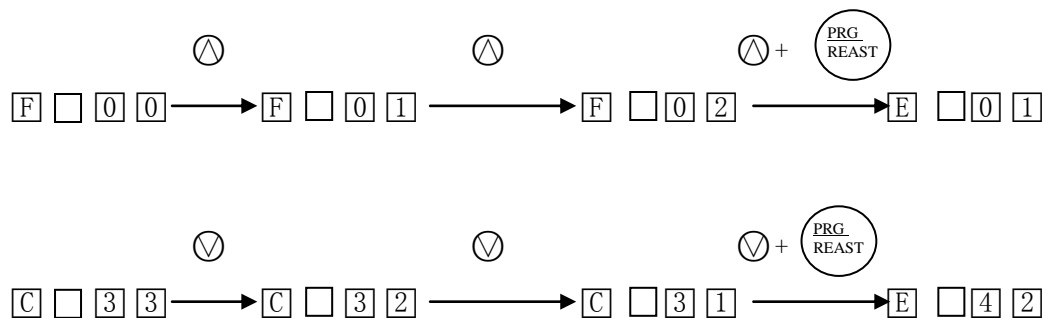 + PRG
REAST
F 0 0 F 0 1 F 0 2 E 0 1
+ PRG
REAST
C 3 3 C 3 2 C 3 1 E 4 2